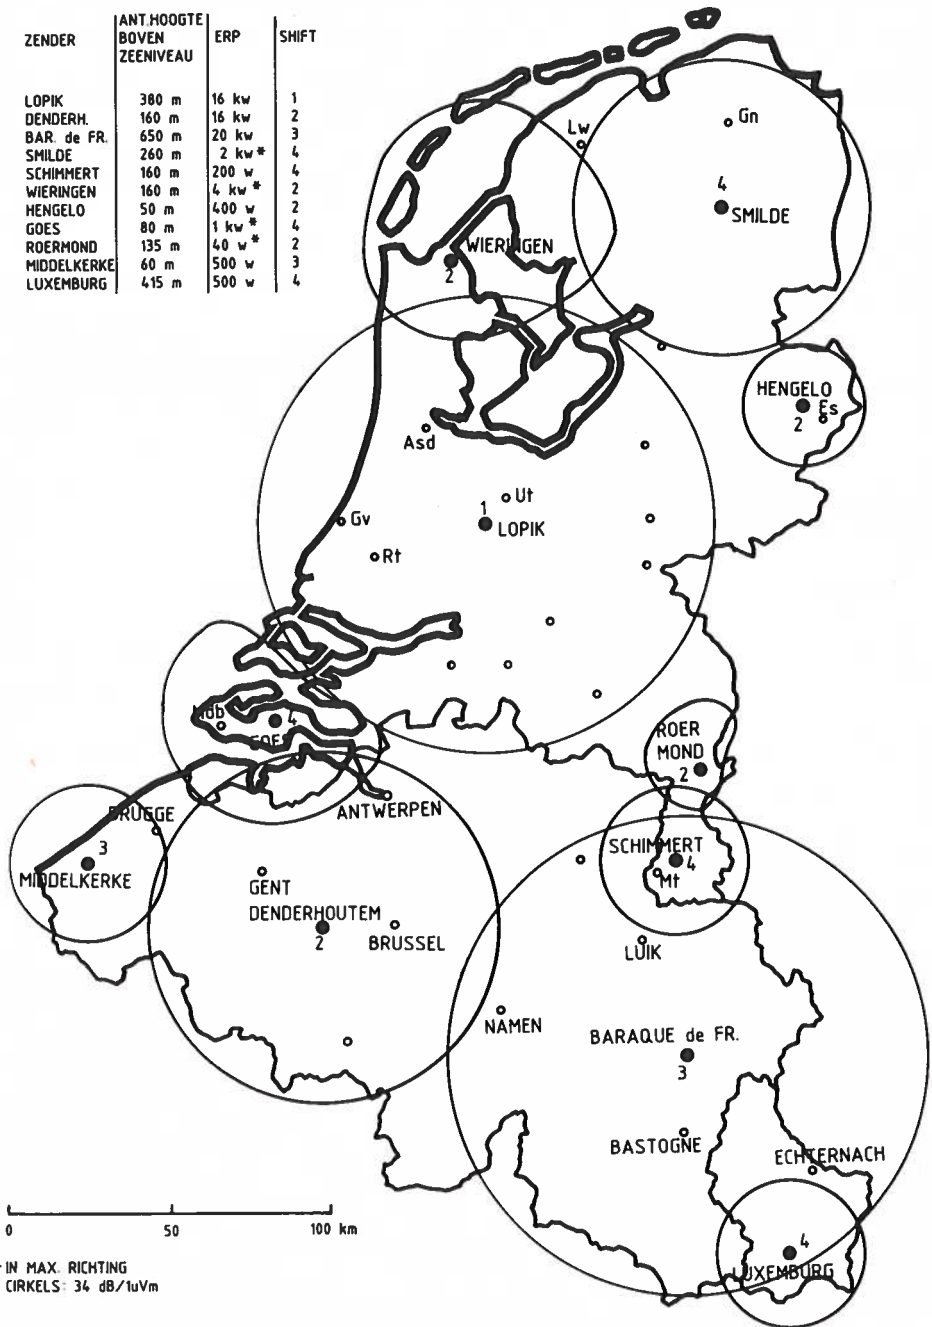 ZENDER ANT.HOOGTE BOVEN ZEENIVEAU ERP SHIFT
LOPIK 380 m 16 kw 1
DENDERH. 160 m 16 kw 2
BAR. de FR. 650 m 20 kw 3
SMILDE 260 m 2 kw* 4
SCHIMMERT 160 m 200 w 4
WIERINGEN 160 m 4 kw* 2
HENGELO 50 m 400 w 2
GOES 80 m 1 kw* 4
ROERMOND 135 m 40 w* 2
MIDDELKERKE 60 m 500 w 3
LUXEMBURG 415 m 500 w 4
Lw
Gn
4
SMILDE
WIERINGEN
2
HENGELO
2 Es
Asd
Ut
1
LOPIK
Gv
Rt
Mdb
4
GOES
ROER
MOND
2
ANTWERPEN
BRUGGE
3
MIDDELKERKE
SCHIMMERT
4
Mt
GENT
DENDERHOUTEM
2
BRUSSEL
LUIK
NAMEN
BARAQUE de FR.
3
BASTOGNE
ECHTERNACH
4
LUXEMBURG
0 50 100 km
* IN MAX. RICHTING
CIRKELS: 34 dB/1uVm